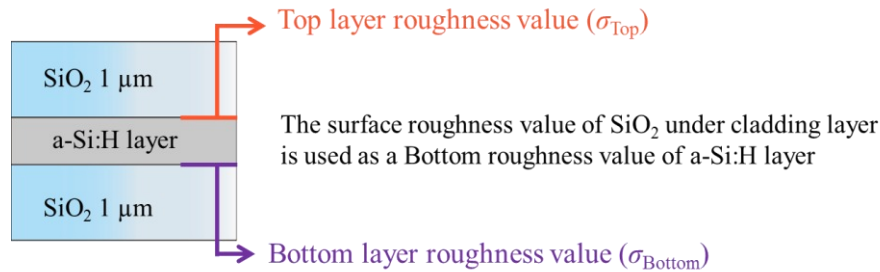 Top layer roughness value (σTop)
SiO2 1 µm
a-Si:H layer
The surface roughness value of SiO2 under cladding layer
is used as a Bottom roughness value of a-Si:H layer
SiO2 1 µm
Bottom layer roughness value (σBottom)